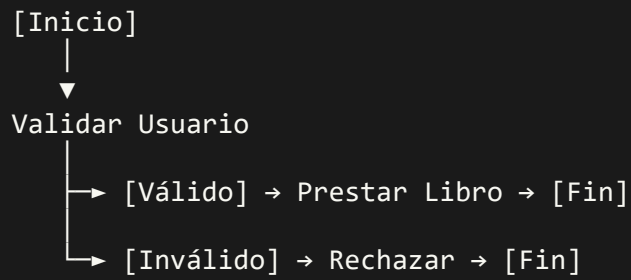 [Inicio]
Validar Usuario
[Válido] → Prestar Libro → [Fin]
[Inválido] → Rechazar → [Fin]